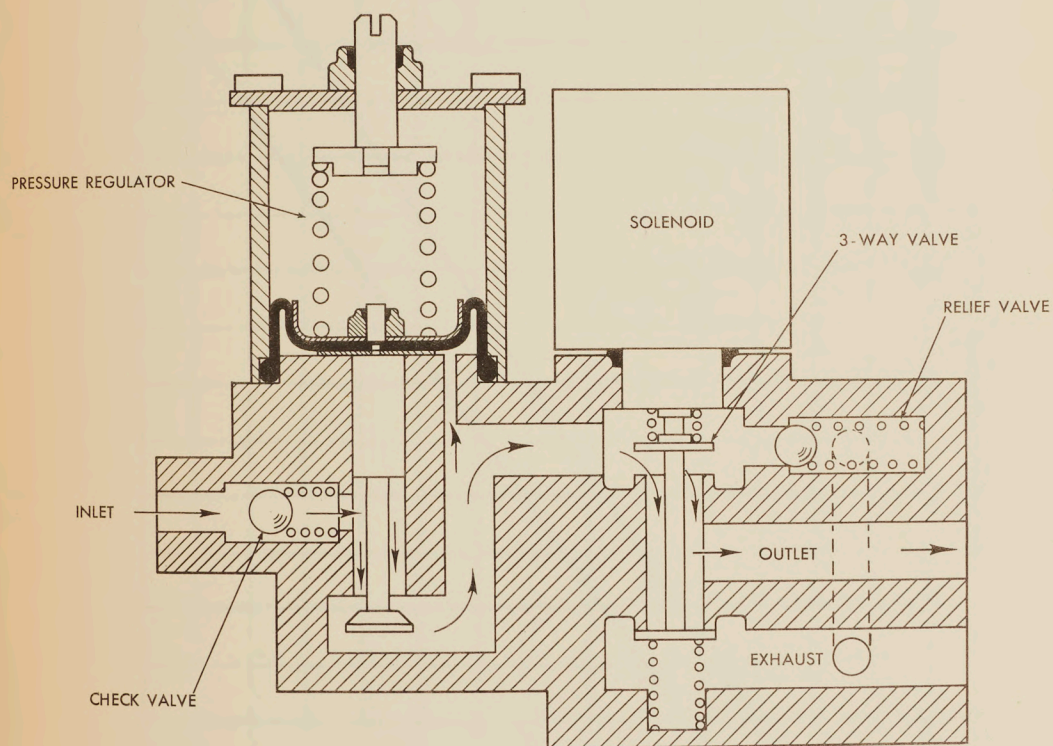 PRESSURE REGULATOR
SOLENOID
3-WAY VALVE
RELIEF VALVE
INLET
OUTLET
EXHAUST
CHECK VALVE